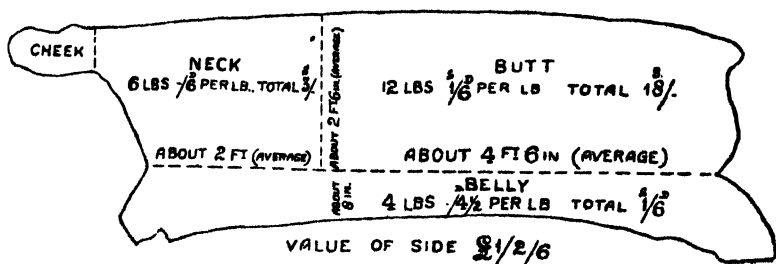 CHEEK
NECK
6 LBS -/6 D PER LB. TOTAL 3/-
ABOUT 2 FT 6 IN (AVERAGE)
BUTT
12 LBS 1 S/6 D PER LB TOTAL 18/-
ABOUT 2 FT (AVERAGE)
ABOUT 4 FT 6 IN (AVERAGE)
ABOUT
8 IN.
BELLY
4 LBS -/4½ D PER LB TOTAL 1 S/6 D
VALUE OF SIDE £1/2/6